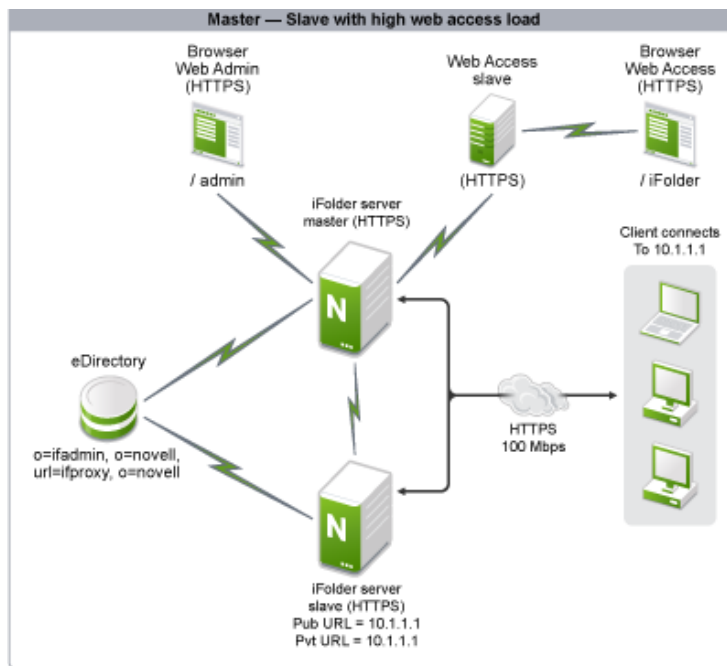 Master — Slave with high web access load
Browser
Web Admin
(HTTPS)
/ admin
Web Access
slave
(HTTPS)
Browser
Web Access
(HTTPS)
/ iFolder
iFolder server
master (HTTPS)
N
Client connects
To 10.1.1.1
eDirectory
o=ifadmin, o=novell,
url=ifproxy, o=novell
HTTPS
100 Mbps
N
iFolder server
slave (HTTPS)
Pub URL = 10.1.1.1
Pvt URL = 10.1.1.1